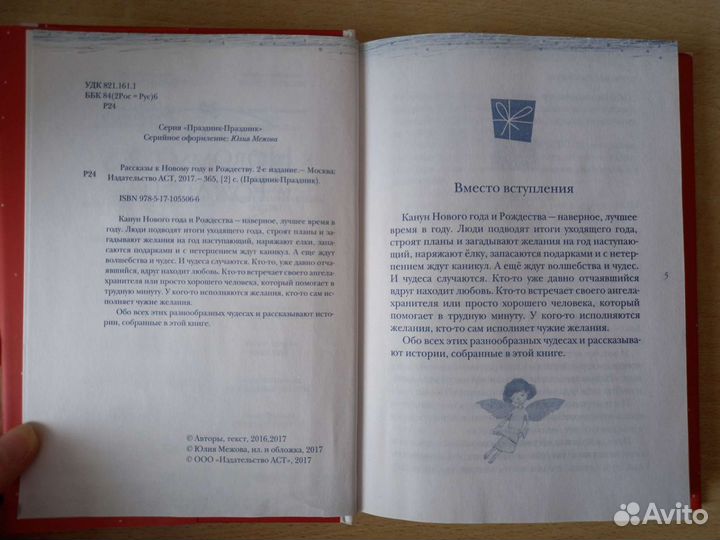 УДК 821.161.1
ББК 84(2Рос=Рус)6
Р24
Серия «Праздник-Праздник»
Серийное оформление: Юлия Межова
Р24
Рассказы к Новому году и Рождеству. 2-е издание.— Москва:
Издательство АСТ, 2017.— 365, [2] с. (Праздник-Праздник).
ISBN 978-5-17-105506-6
Канун Нового года и Рождества — наверное, лучшее время в
году. Люди подводят итоги уходящего года, строят планы и за-
гадывают желания на год наступающий, наряжают елки, запа-
саются подарками и с нетерпением ждут каникул. А еще ждут
волшебства и чудес. И чудеса случаются. Кто-то, уже давно отча-
явшийся, вдруг находит любовь. Кто-то встречает своего ангела-
хранителя или просто хорошего человека, который помогает в
трудную минуту. У кого-то исполняются желания, кто-то сам ис-
полняет чужие желания.
Обо всех этих разнообразных чудесах и рассказывают исто-
рии, собранные в этой книге.
© Авторы, текст, 2016,2017
© Юлия Межова, ил. и обложка, 2017
© ООО «Издательство АСТ», 2017
Вместо вступления
Канун Нового года и Рождества — наверное, лучшее
время в году. Люди подводят итоги уходящего года,
строят планы и загадывают желания на год наступаю-
щий, наряжают ёлку, запасаются подарками и с нетер-
пением ждут каникул. А ещё ждут волшебства и чудес.
И чудеса случаются. Кто-то уже давно отчаявшийся
вдруг находит любовь. Кто-то встречает своего ангела-
хранителя или просто хорошего человека, который
помогает в трудную минуту. У кого-то исполняются
желания, кто-то сам исполняет чужие желания.
Обо всех этих разнообразных чудесах и рассказыва-
ют истории, собранные в этой книге.
5
Avito